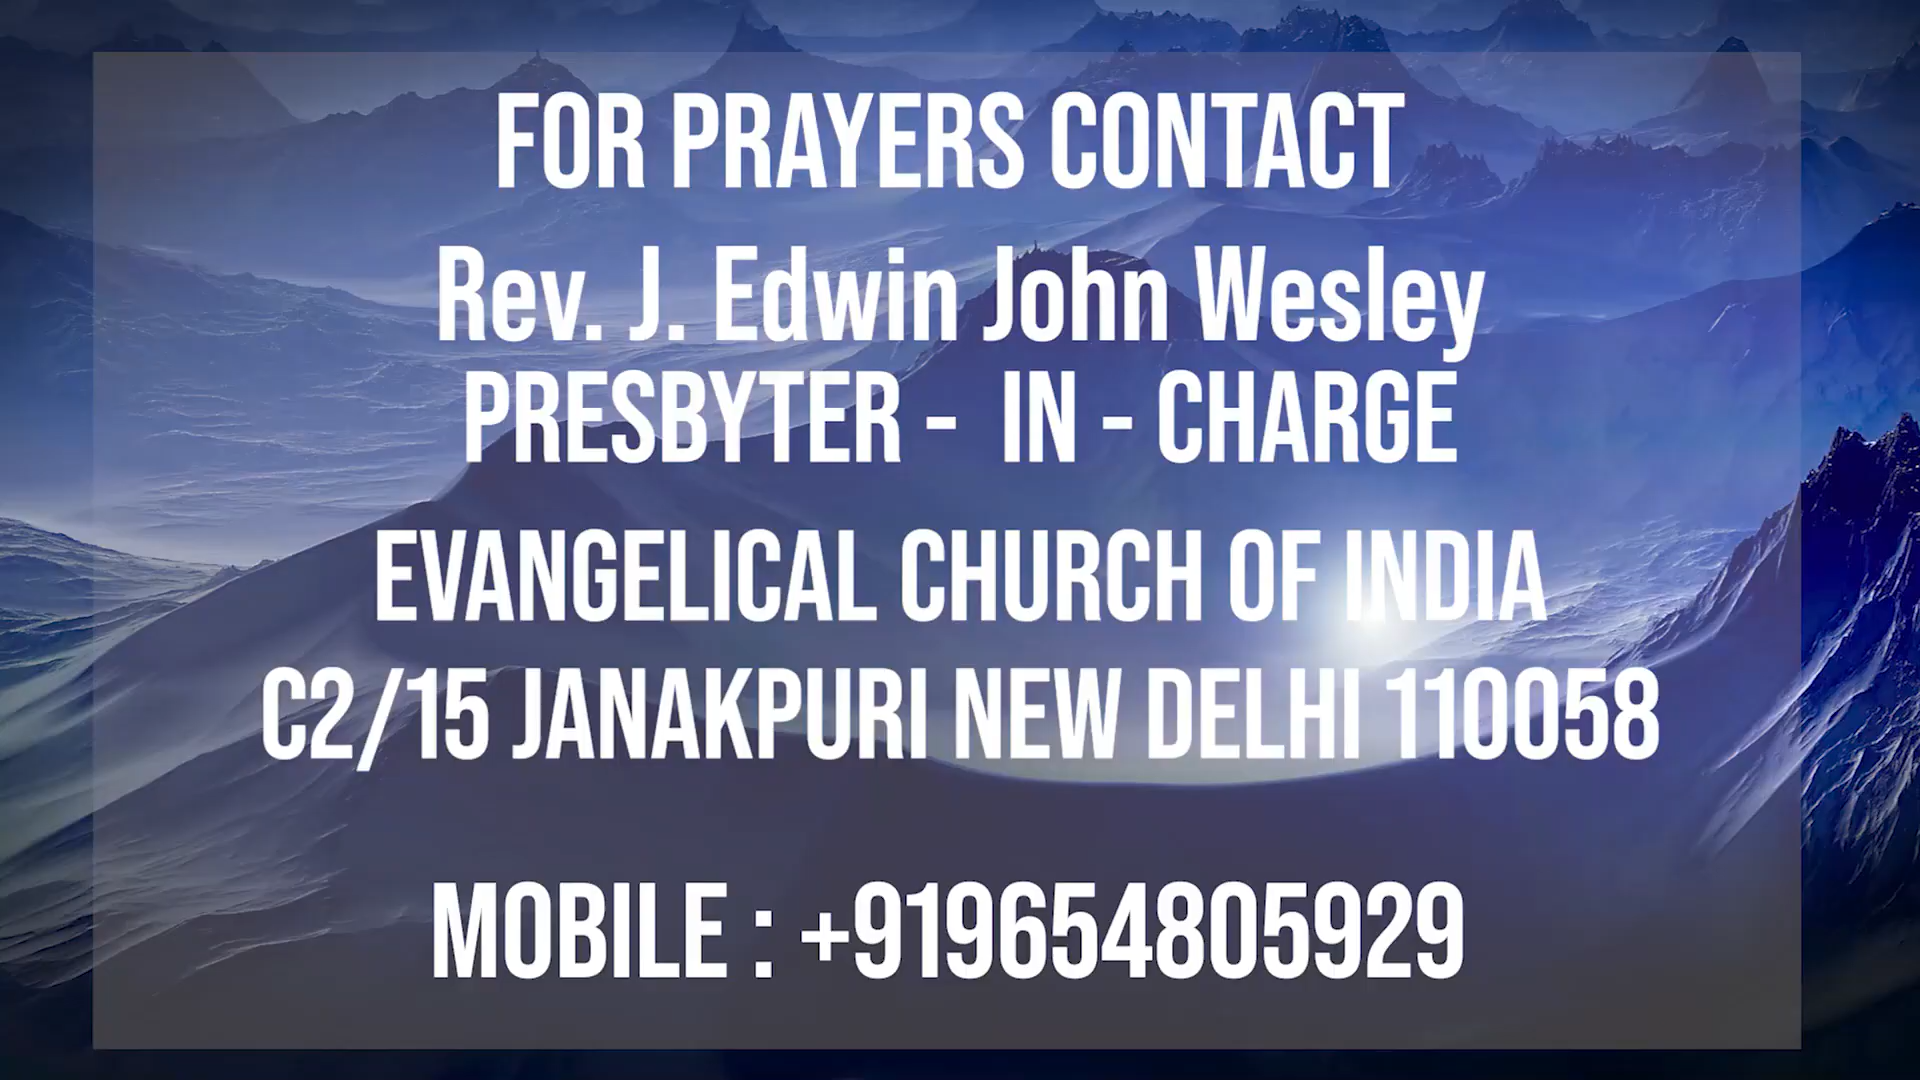 FOR PRAYERS CONTACT
Rev. J. Edwin John Wesley
PRESBYTER - IN - CHARGE
EVANGELICAL CHURCH OF INDIA
C2/15 JANAKPURI NEW DELHI 110058
MOBILE : +919654805929